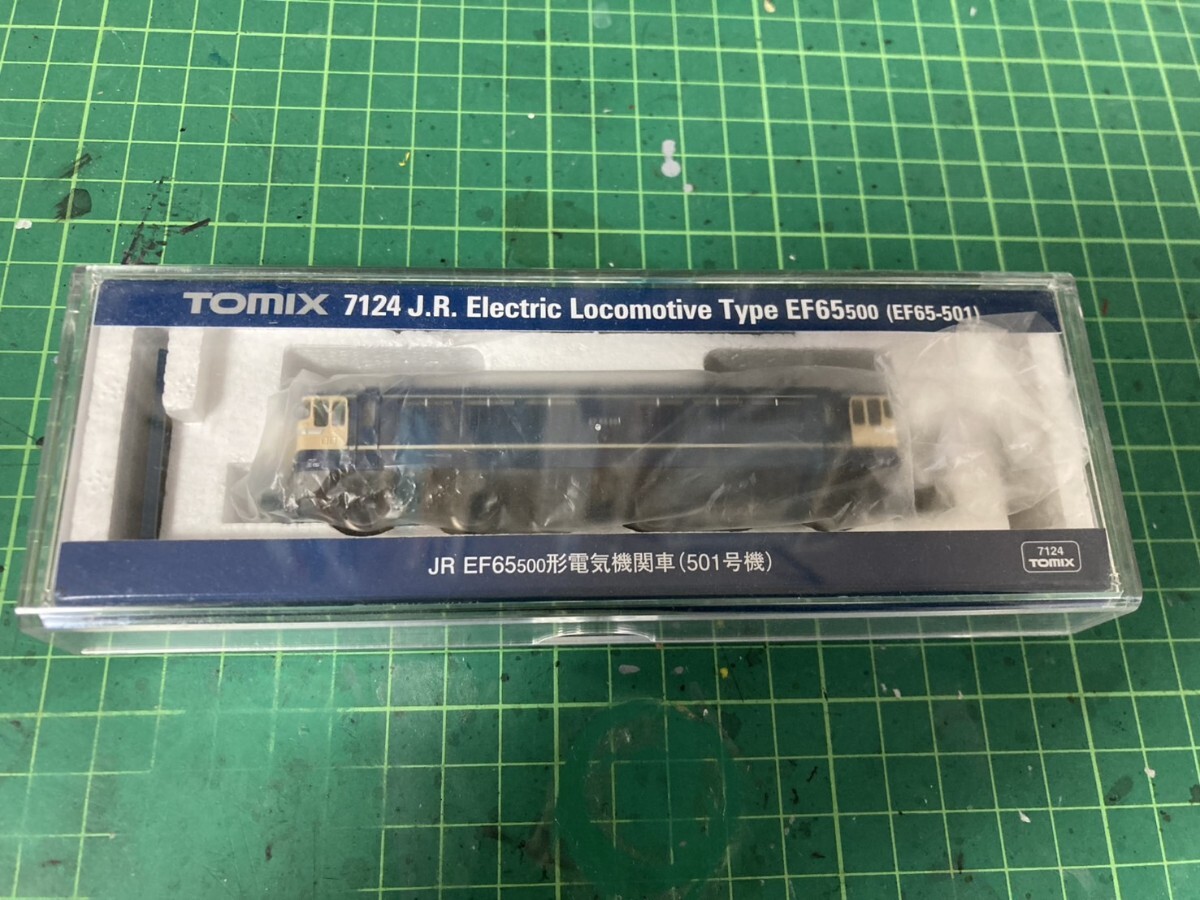 TOMIX 7124 J.R. Electric Locomotive Type EF65500 (EF65-501)
JR EF65500形電気機関車(501号機)
7124
TOMIX